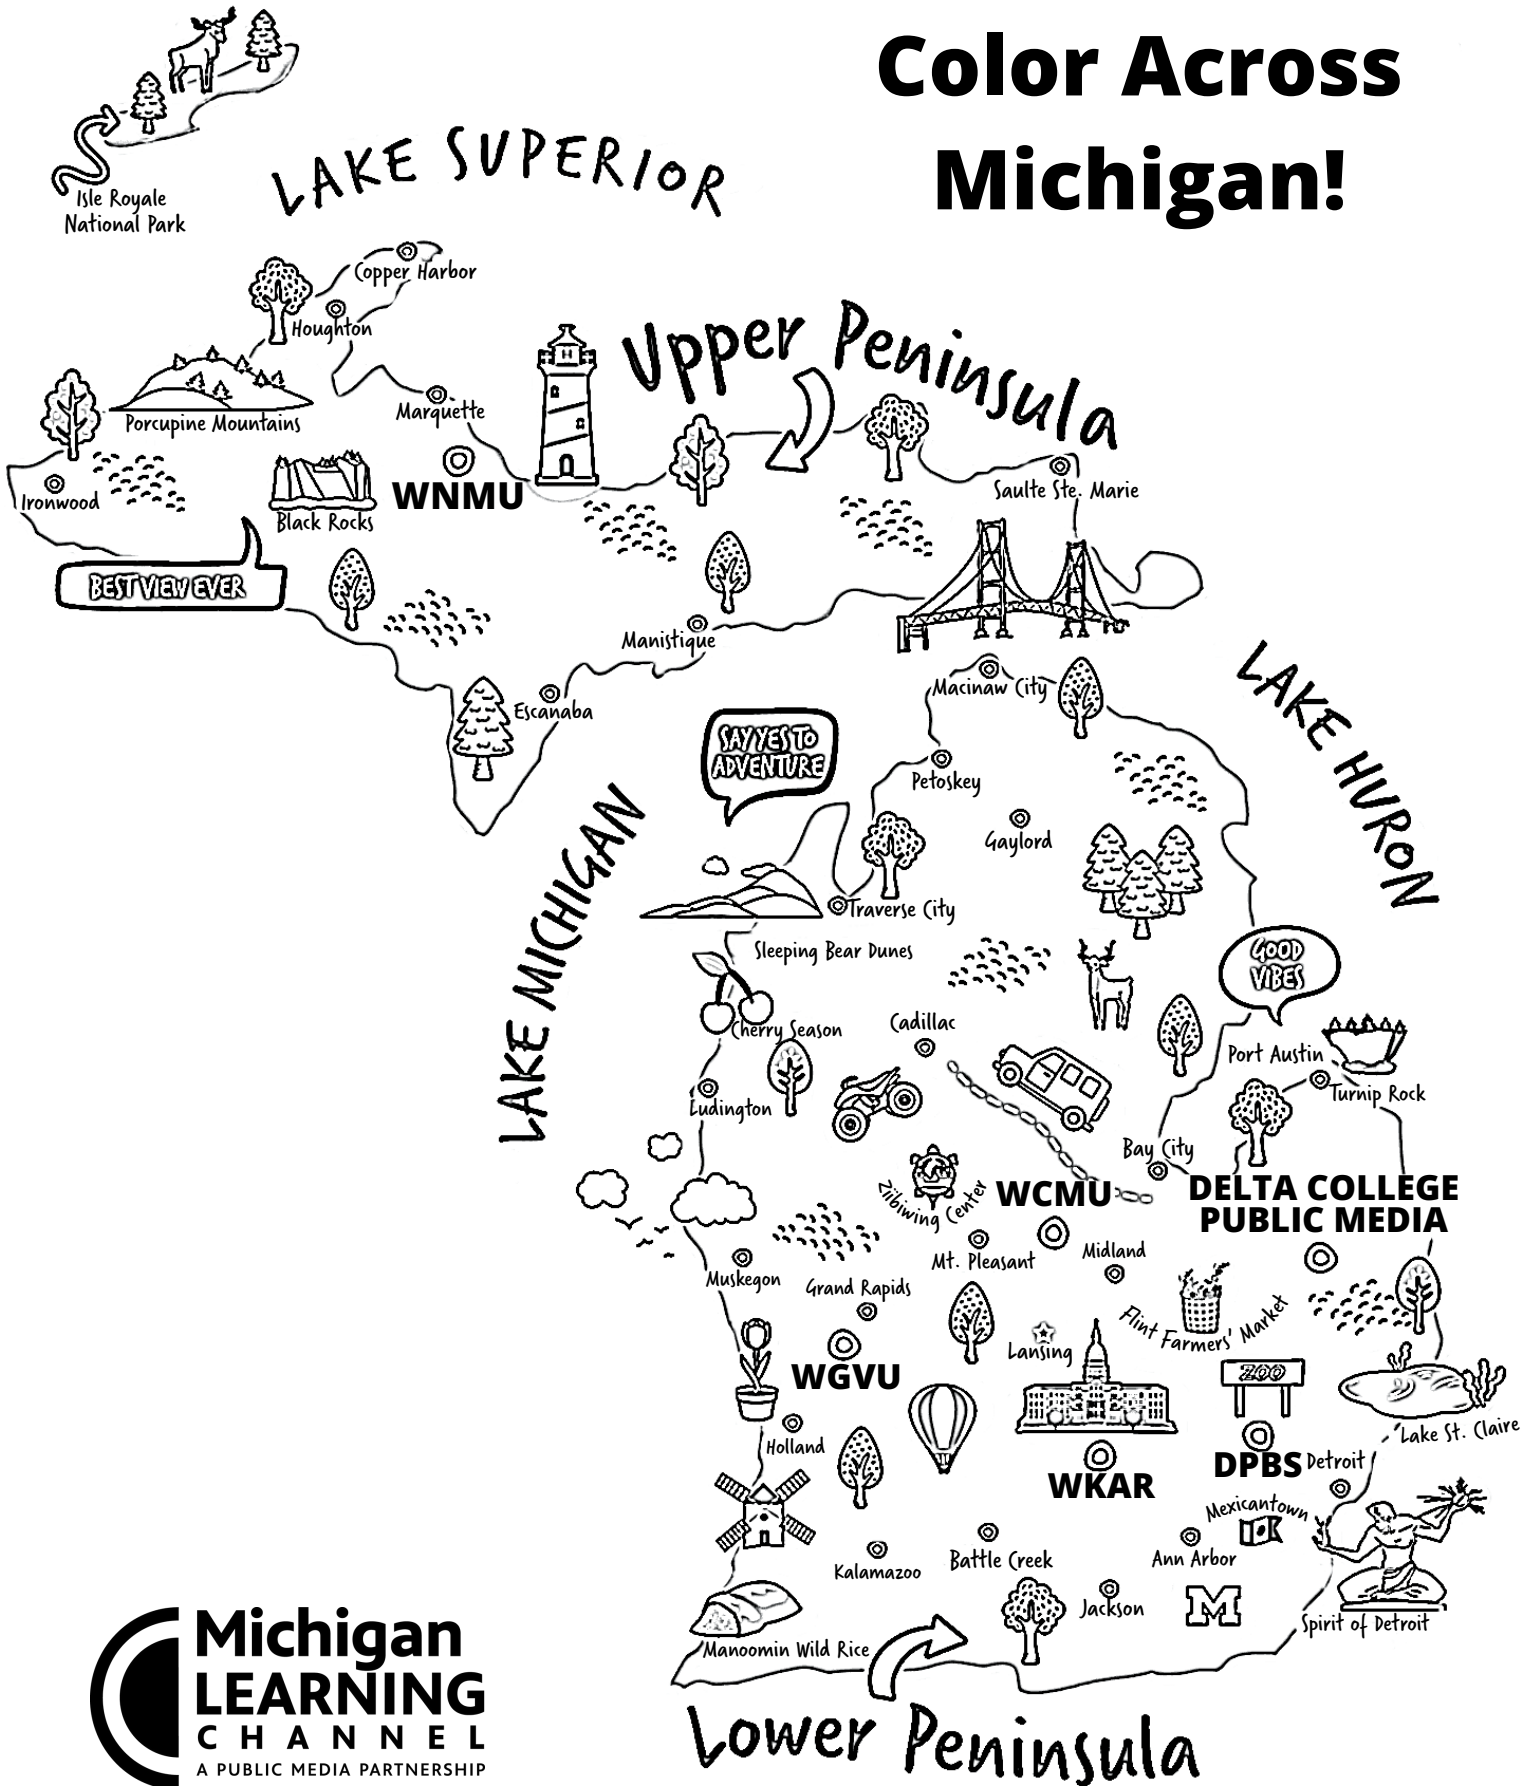 Color Across
Michigan!
Isle Royale
National Park
LAKE SUPERIOR
Copper Harbor
Houghton
Upper Peninsula
Porcupine Mountains
Marquette
Ironwood
Black Rocks
WNMU
Saulte Ste. Marie
BEST VIEW EVER
Manistique
Escanaba
Macinaw City
LAKE HURON
SAY YES TO
ADVENTURE
Petoskey
Gaylord
LAKE MICHIGAN
Traverse City
Sleeping Bear Dunes
GOOD
VIBES
Cherry Season
Cadillac
Port Austin
Turnip Rock
Ludington
Bay City
Ziibiwing Center
WCMU
DELTA COLLEGE
PUBLIC MEDIA
Mt. Pleasant
Midland
Muskegon
Grand Rapids
Flint Farmers' Market
Lansing
WGVU
ZOO
Holland
Lake St. Claire
WKAR
DPBS
Detroit
Mexicantown
Kalamazoo
Battle Creek
Ann Arbor
Jackson
M
Spirit of Detroit
Manoomin Wild Rice
Lower Peninsula
Michigan
LEARNING
CHANNEL
A PUBLIC MEDIA PARTNERSHIP